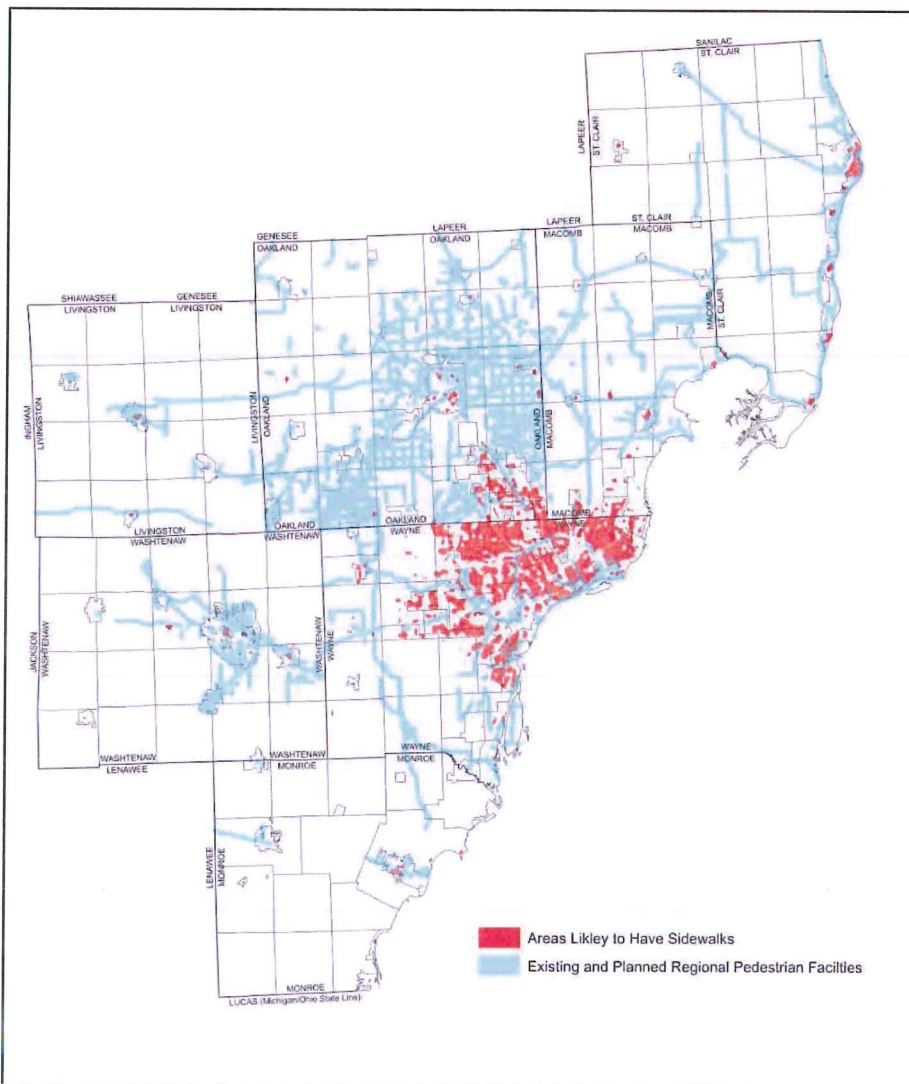 SANILAC
ST. CLAIR
LAPEER
ST. CLAIR
GENESEE
OAKLAND
LAPEER
OAKLAND
LAPEER
MACOMB
ST. CLAIR
MACOMB
SHIAWASSEE
LIVINGSTON
GENESEE
LIVINGSTON
MACOMB
ST. CLAIR
INGHAM
LIVINGSTON
LIVINGSTON
OAKLAND
OAKLAND
MACOMB
LIVINGSTON
WASHTENAW
OAKLAND
WASHTENAW
OAKLAND
WAYNE
MACOMB
WAYNE
JACKSON
WASHTENAW
WASHTENAW
WAYNE
WASHTENAW
LENAWEE
WASHTENAW
MONROE
WAYNE
MONROE
LENAWEE
MONROE
MONROE
LUCAS (Michigan/Ohio State Line)
Areas Likley to Have Sidewalks
Existing and Planned Regional Pedestrian Facilties